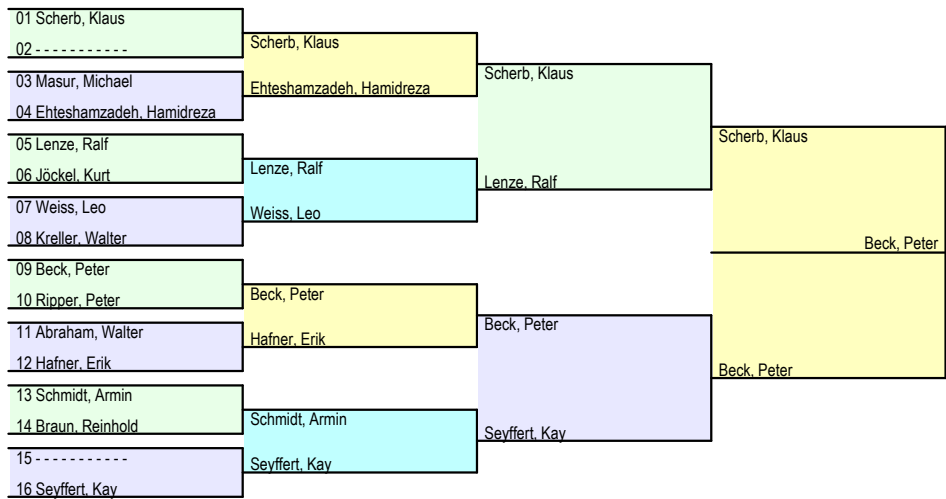 01 Scherb, Klaus
02 - - - - - - - - - - -
03 Masur, Michael
04 Ehteshamzadeh, Hamidreza
05 Lenze, Ralf
06 Jöckel, Kurt
07 Weiss, Leo
08 Kreller, Walter
09 Beck, Peter
10 Ripper, Peter
11 Abraham, Walter
12 Hafner, Erik
13 Schmidt, Armin
14 Braun, Reinhold
15 - - - - - - - - - - -
16 Seyffert, Kay
Scherb, Klaus
Ehteshamzadeh, Hamidreza
Lenze, Ralf
Weiss, Leo
Beck, Peter
Hafner, Erik
Schmidt, Armin
Seyffert, Kay
Scherb, Klaus
Lenze, Ralf
Beck, Peter
Seyffert, Kay
Scherb, Klaus
Beck, Peter
Beck, Peter